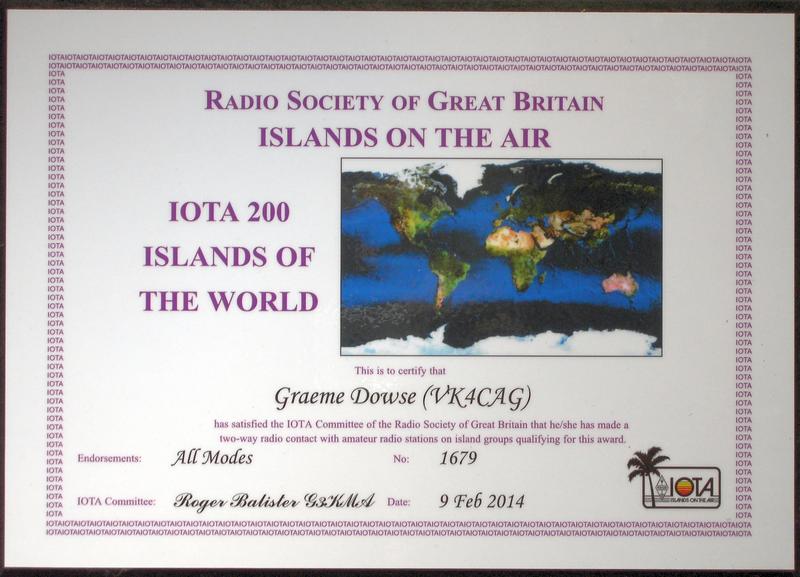 RADIO SOCIETY OF GREAT BRITAIN
ISLANDS ON THE AIR
IOTA 200
ISLANDS OF
THE WORLD
This is to certify that
Graeme Dowse (VK4CAG)
has satisfied the IOTA Committee of the Radio Society of Great Britain that he/she has made a
two-way radio contact with amateur radio stations on island groups qualifying for this award.
Endorsements: All Modes No: 1679
IOTA Committee: Roger Balister G3KMA Date: 9 Feb 2014
IOTA
ISLANDS ON THE AIR